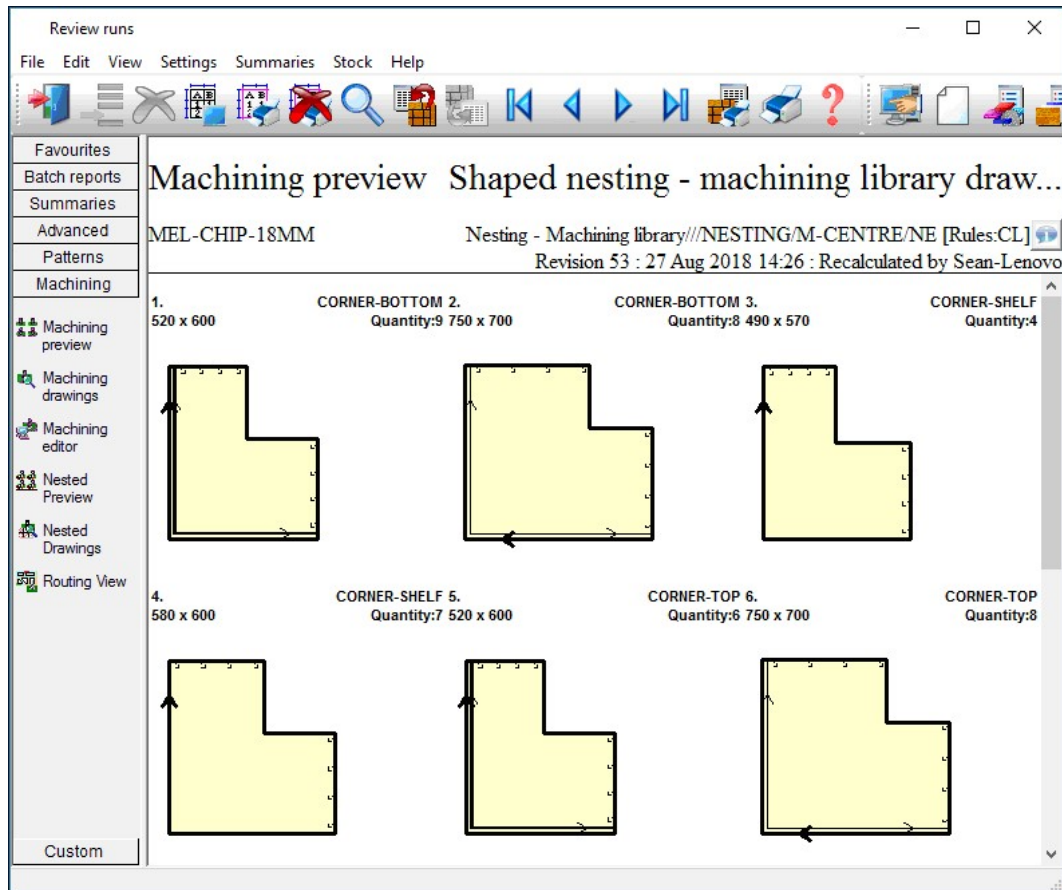 Review runs
File Edit View Settings Summaries Stock Help
Favourites
Batch reports
Summaries
Advanced
Patterns
Machining
Machining
preview
Machining
drawings
Machining
editor
Nested
Preview
Nested
Drawings
Routing View
Custom
Machining preview Shaped nesting - machining library draw...
MEL-CHIP-18MM Nesting - Machining library///NESTING/M-CENTRE/NE [Rules:CL]
Revision 53 : 27 Aug 2018 14:26 : Recalculated by Sean-Lenovo
1. CORNER-BOTTOM 2. CORNER-BOTTOM 3. CORNER-SHELF
520 x 600 Quantity:9 750 x 700 Quantity:8 490 x 570 Quantity:4
4. CORNER-SHELF 5. CORNER-TOP 6. CORNER-TOP
580 x 600 Quantity:7 520 x 600 Quantity:6 750 x 700 Quantity:8